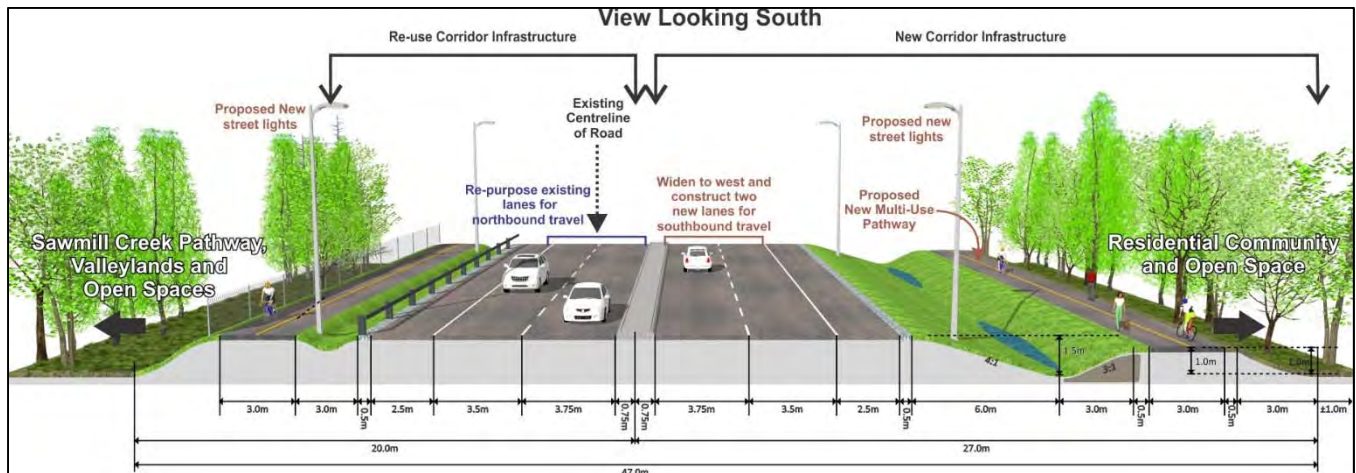 View Looking South
Re-use Corridor Infrastructure
New Corridor Infrastructure
Proposed New
street lights
Existing
Centreline
of Road
Proposed new
street lights
Re-purpose existing
lanes for
northbound travel
Widen to west and
construct two
new lanes for
southbound travel
Proposed
New Multi-Use
Pathway
Sawmill Creek Pathway,
Valleylands and
Open Spaces
Residential Community
and Open Space
4:1
1.5m
3:1
1.0m
1.0m
3.0m
3.0m
0.5m
2.5m
3.5m
3.75m
0.75m
0.75m
3.75m
3.5m
2.5m
0.5m
6.0m
3.0m
0.5m
3.0m
0.5m
3.0m
±1.0m
20.0m
27.0m
47.0m